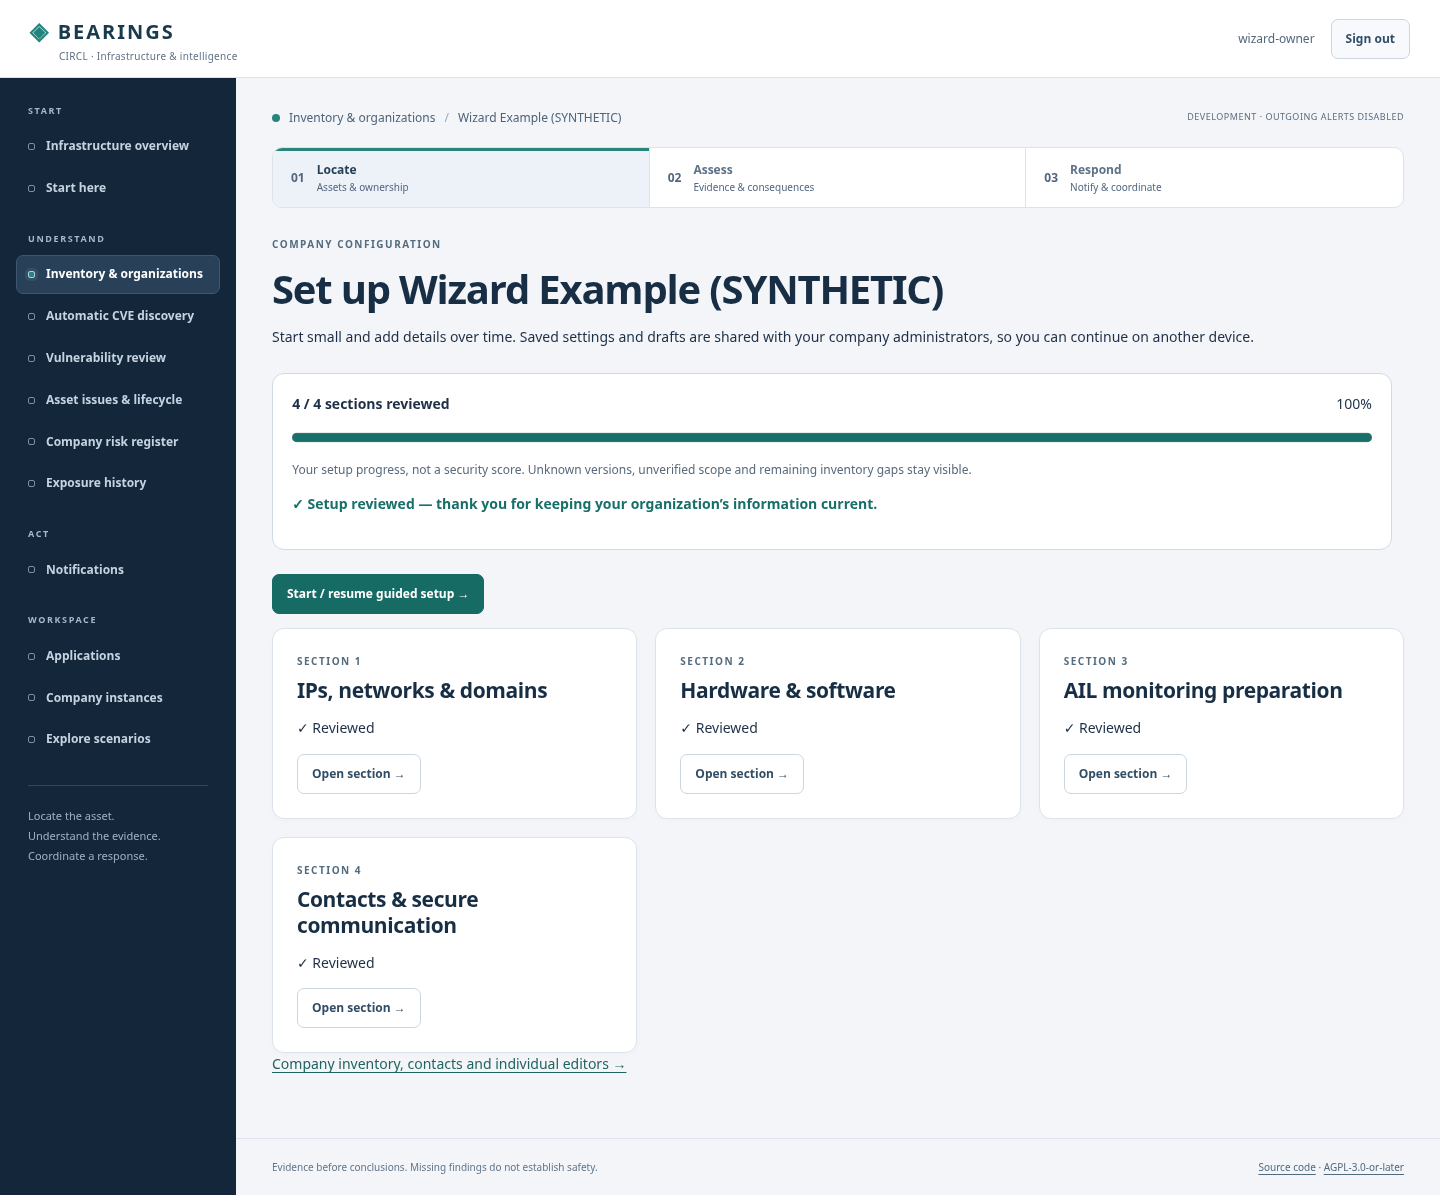 BEARINGS
CIRCL · Infrastructure & intelligence
wizard-owner
Sign out
START
Infrastructure overview
Start here
UNDERSTAND
Inventory & organizations
Automatic CVE discovery
Vulnerability review
Asset issues & lifecycle
Company risk register
Exposure history
ACT
Notifications
WORKSPACE
Applications
Company instances
Explore scenarios
Locate the asset.
Understand the evidence.
Coordinate a response.
Inventory & organizations / Wizard Example (SYNTHETIC)
DEVELOPMENT · OUTGOING ALERTS DISABLED
01 Locate
Assets & ownership
02 Assess
Evidence & consequences
03 Respond
Notify & coordinate
COMPANY CONFIGURATION
Set up Wizard Example (SYNTHETIC)
Start small and add details over time. Saved settings and drafts are shared with your company administrators, so you can continue on another device.
4 / 4 sections reviewed
100%
Your setup progress, not a security score. Unknown versions, unverified scope and remaining inventory gaps stay visible.
✓ Setup reviewed — thank you for keeping your organization’s information current.
Start / resume guided setup →
SECTION 1
IPs, networks & domains
✓ Reviewed
Open section →
SECTION 2
Hardware & software
✓ Reviewed
Open section →
SECTION 3
AIL monitoring preparation
✓ Reviewed
Open section →
SECTION 4
Contacts & secure
communication
✓ Reviewed
Open section →
Company inventory, contacts and individual editors →
Evidence before conclusions. Missing findings do not establish safety.
Source code · AGPL-3.0-or-later